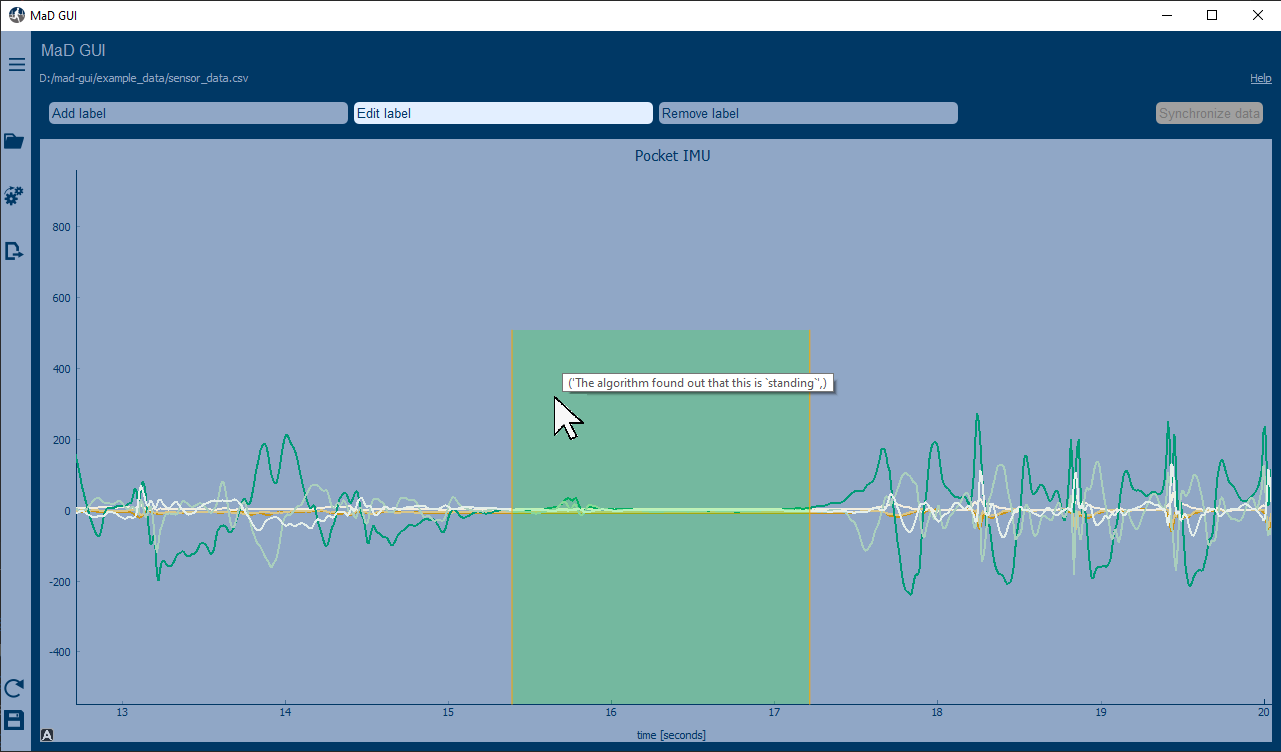 MaD GUI
MaD GUI
D:/mad-gui/example_data/sensor_data.csv
Help
Add label
Edit label
Remove label
Synchronize data
Pocket IMU
800
600
400
('The algorithm found out that this is `standing`',)
200
0
-200
-400
13
14
15
16
17
18
19
20
A
time [seconds]